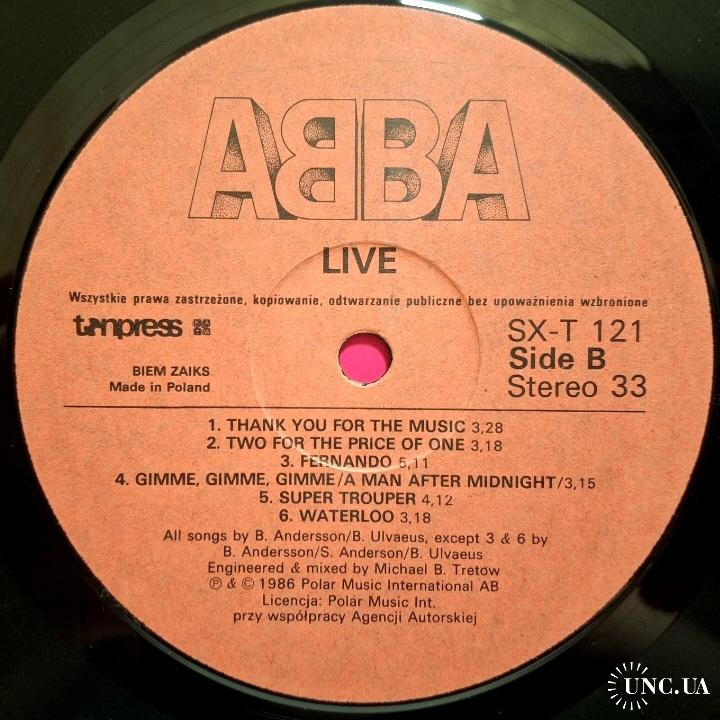 ABBA
LIVE
Wszystkie prawa zastrzeżone, kopiowanie, odtwarzanie publiczne bez upoważnienia wzbronione
tonpress KAW
SX-T 121
BIEM ZAIKS
Made in Poland
Side B
Stereo 33
1. THANK YOU FOR THE MUSIC 3,28
2. TWO FOR THE PRICE OF ONE 3,18
3. FERNANDO 5,11
4. GIMME, GIMME, GIMME/A MAN AFTER MIDNIGHT/3,15
5. SUPER TROUPER 4,12
6. WATERLOO 3,18
All songs by B. Andersson/B. Ulvaeus, except 3 & 6 by
B. Andersson/S. Anderson/B. Ulvaeus
Engineered & mixed by Michael B. Tretow
℗ & © 1986 Polar Music International AB
Licencja: Polar Music Int.
przy współpracy Agencji Autorskiej
UNC.UA